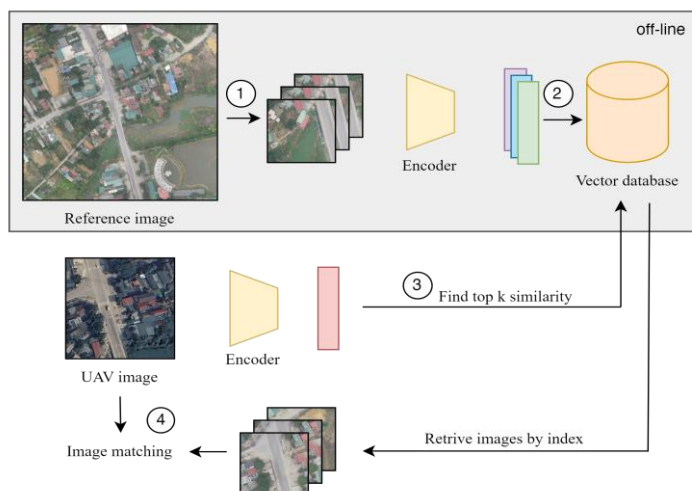 off-line
1
2
Encoder
Vector database
Reference image
3
Find top k similarity
Encoder
UAV image
4
Image matching
Retrive images by index